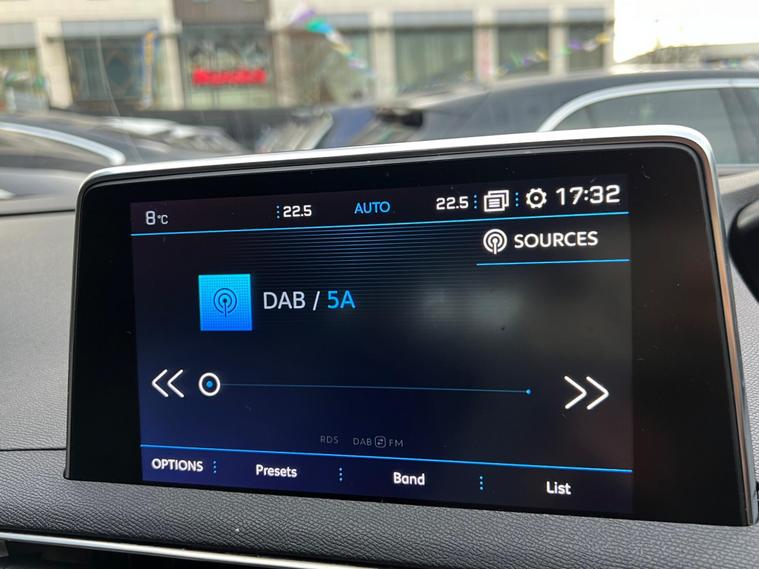 8°C 22.5 AUTO 22.5 17:32
SOURCES
DAB / 5A
RDS DAB FM
OPTIONS Presets Band List